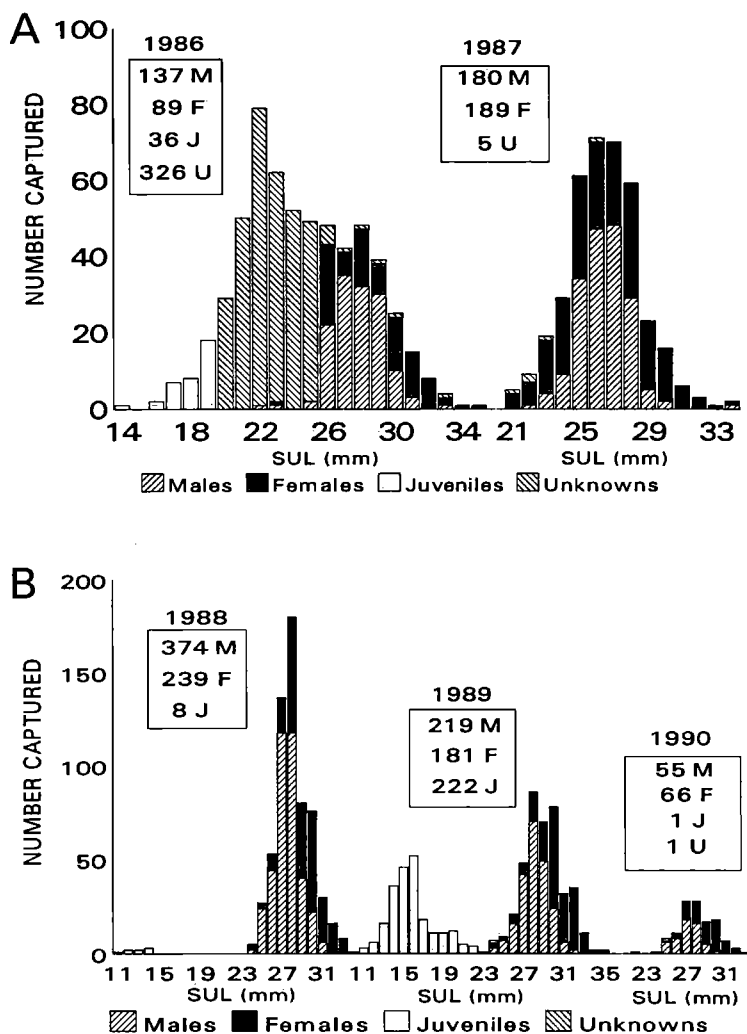 A
NUMBER CAPTURED
100
80
60
40
20
0
1986
137 M
89 F
36 J
326 U
1987
180 M
189 F
5 U
14 18 22 26 30 34 21 25 29 33
SUL (mm) SUL (mm)
Males Females Juveniles Unknowns
B
NUMBER CAPTURED
200
150
100
50
0
1988
374 M
239 F
8 J
1989
219 M
181 F
222 J
1990
55 M
66 F
1 J
1 U
11 15 19 23 27 31 11 15 19 23 27 31 35 23 27 31
SUL (mm) SUL (mm) SUL (mm)
Males Females Juveniles Unknowns